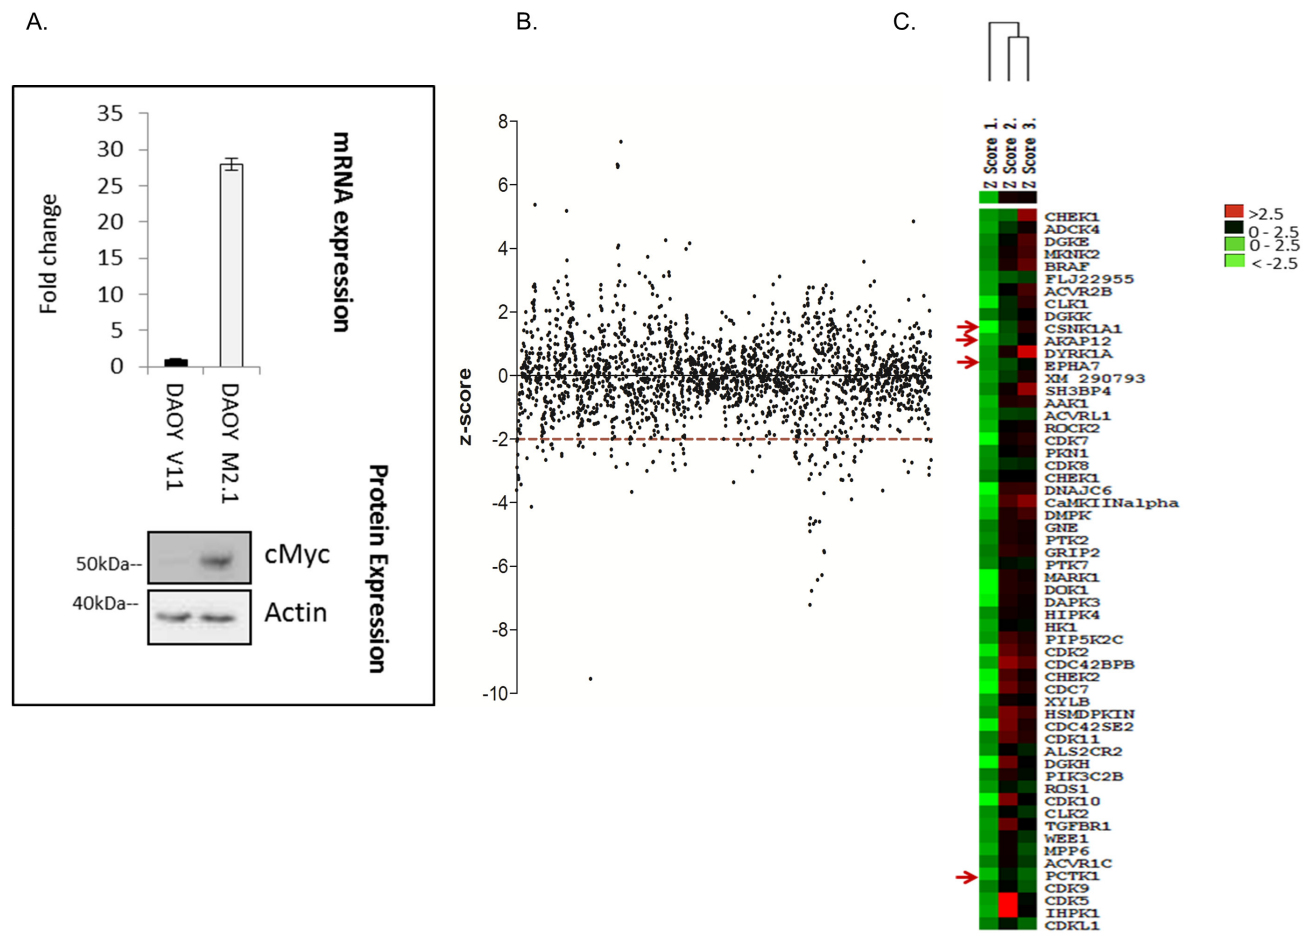 A.
B.
C.
35
30
25
20
15
10
5
0
Fold change
mRNA expression
DAOY V11
DAOY M2.1
Protein Expression
50kDa--
cMyc
40kDa--
Actin
8
6
4
2
0
-2
-4
-6
-8
-10
z-score
Z Score 1.
Z Score 2.
Z Score 3.
CHEK1
ADCK4
DGKE
MKNK2
BRAF
FLJ22955
ACVR2B
CLK1
DGKK
CSNK1A1
AKAP12
DYRK1A
EPHA7
XM_290793
SH3BP4
AAK1
ACVRL1
ROCK2
CDK7
PKN1
CDK8
CHEK1
DNAJC6
CaMKIINalpha
DMPK
GNE
PTK2
GRIP2
PTK7
MARK1
DOK1
DAPK3
HIPK4
HK1
PIP5K2C
CDK2
CDC42BPB
CHEK2
CDC7
XYLB
HSMDPKIN
CDC42SE2
CDK11
ALS2CR2
DGKH
PIK3C2B
ROS1
CDK10
CLK2
TGFBR1
WEE1
MPP6
ACVR1C
PCTK1
CDK9
CDK5
IHPK1
CDKL1
>2.5
0 - 2.5
0 - 2.5
< -2.5